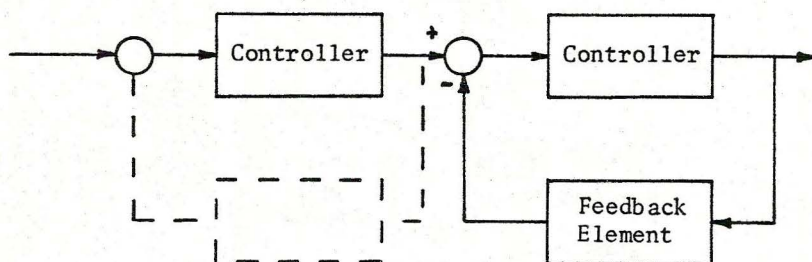 Controller
+
-
Controller
Feedback
Element